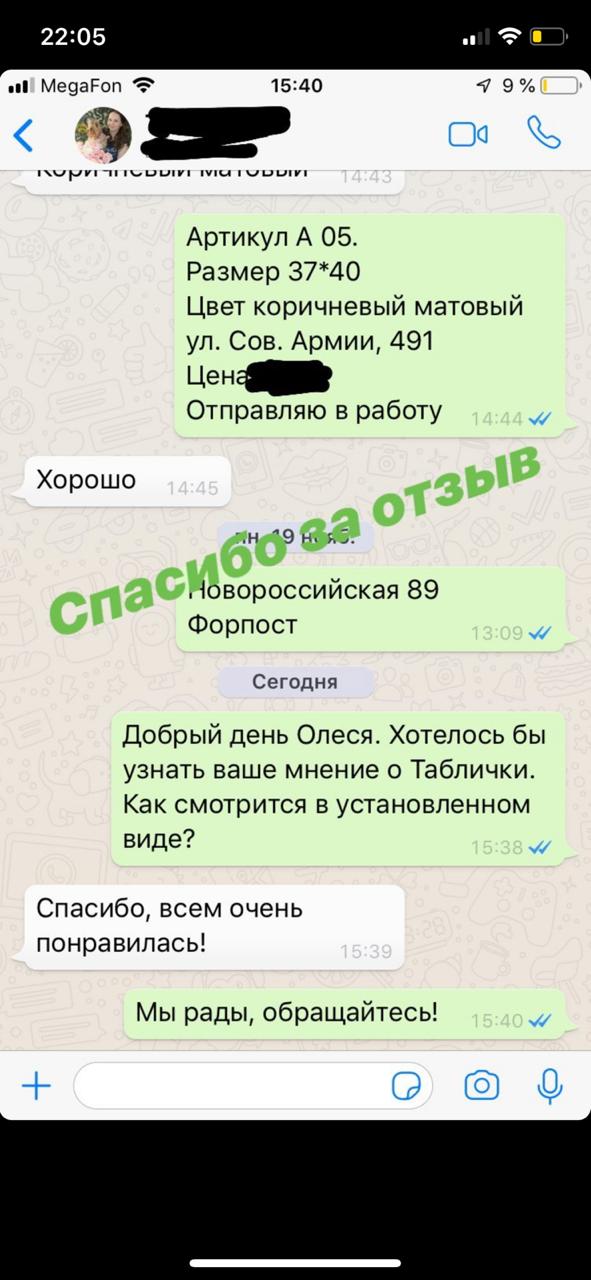 22:05
MegaFon 15:40 9 %
Коричневый матовый 14:43
Артикул А 05.
Размер 37*40
Цвет коричневый матовый
ул. Сов. Армии, 491
Цена
Отправляю в работу 14:44
Хорошо 14:45
Спасибо за отзыв
пн, 19 нояб.
Новороссийская 89
Форпост 13:09
Сегодня
Добрый день Олеся. Хотелось бы
узнать ваше мнение о Таблички.
Как смотрится в установленном
виде? 15:38
Спасибо, всем очень
понравилась! 15:39
Мы рады, обращайтесь! 15:40